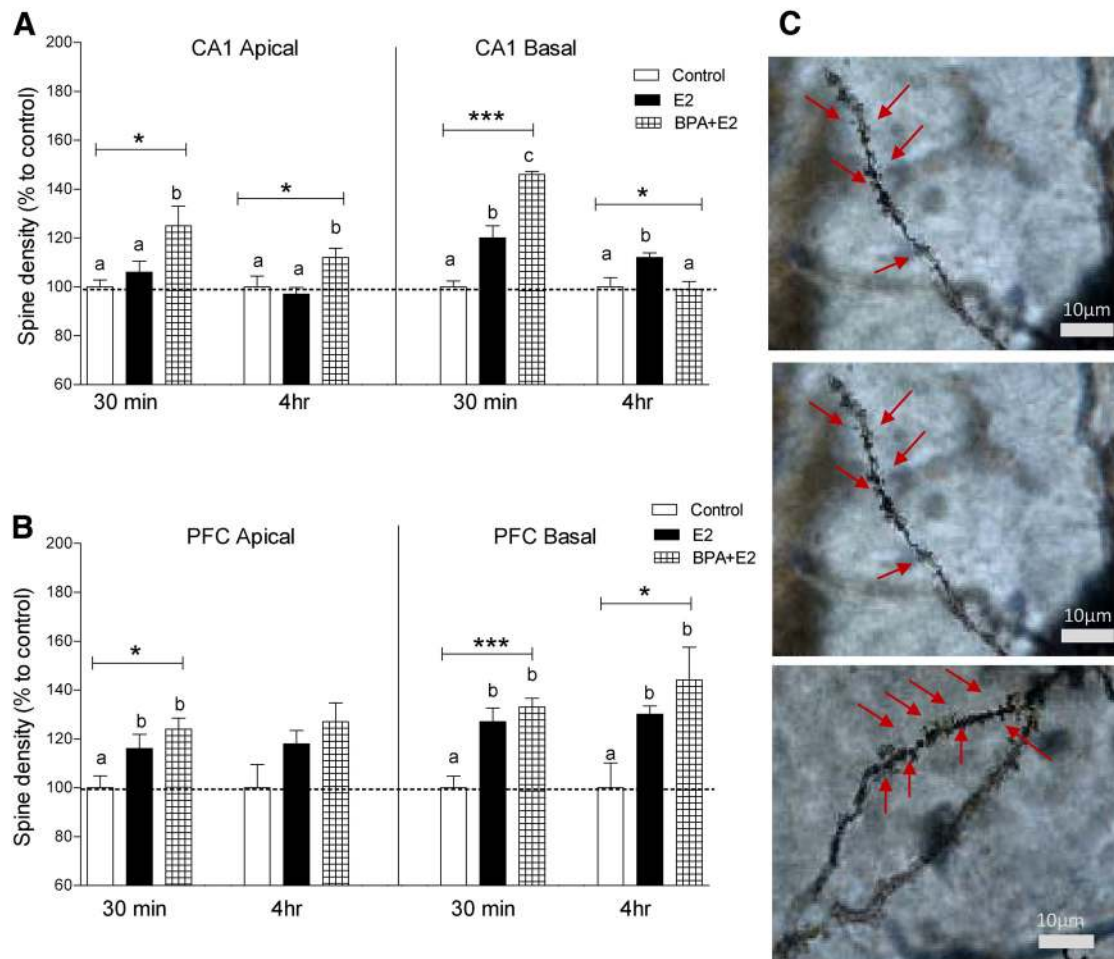 A
CA1 Apical
CA1 Basal
Control
E2
BPA+E2
Spine density (% to control)
200
180
160
140
120
100
80
60
*
*
***
*
a
a
b
a
a
b
a
b
c
a
b
a
30 min
4hr
30 min
4hr
B
PFC Apical
PFC Basal
Control
E2
BPA+E2
Spine density (% to control)
200
180
160
140
120
100
80
60
*
***
*
a
b
b
a
b
b
a
b
b
30 min
4hr
30 min
4hr
C
10µm
10µm
10µm